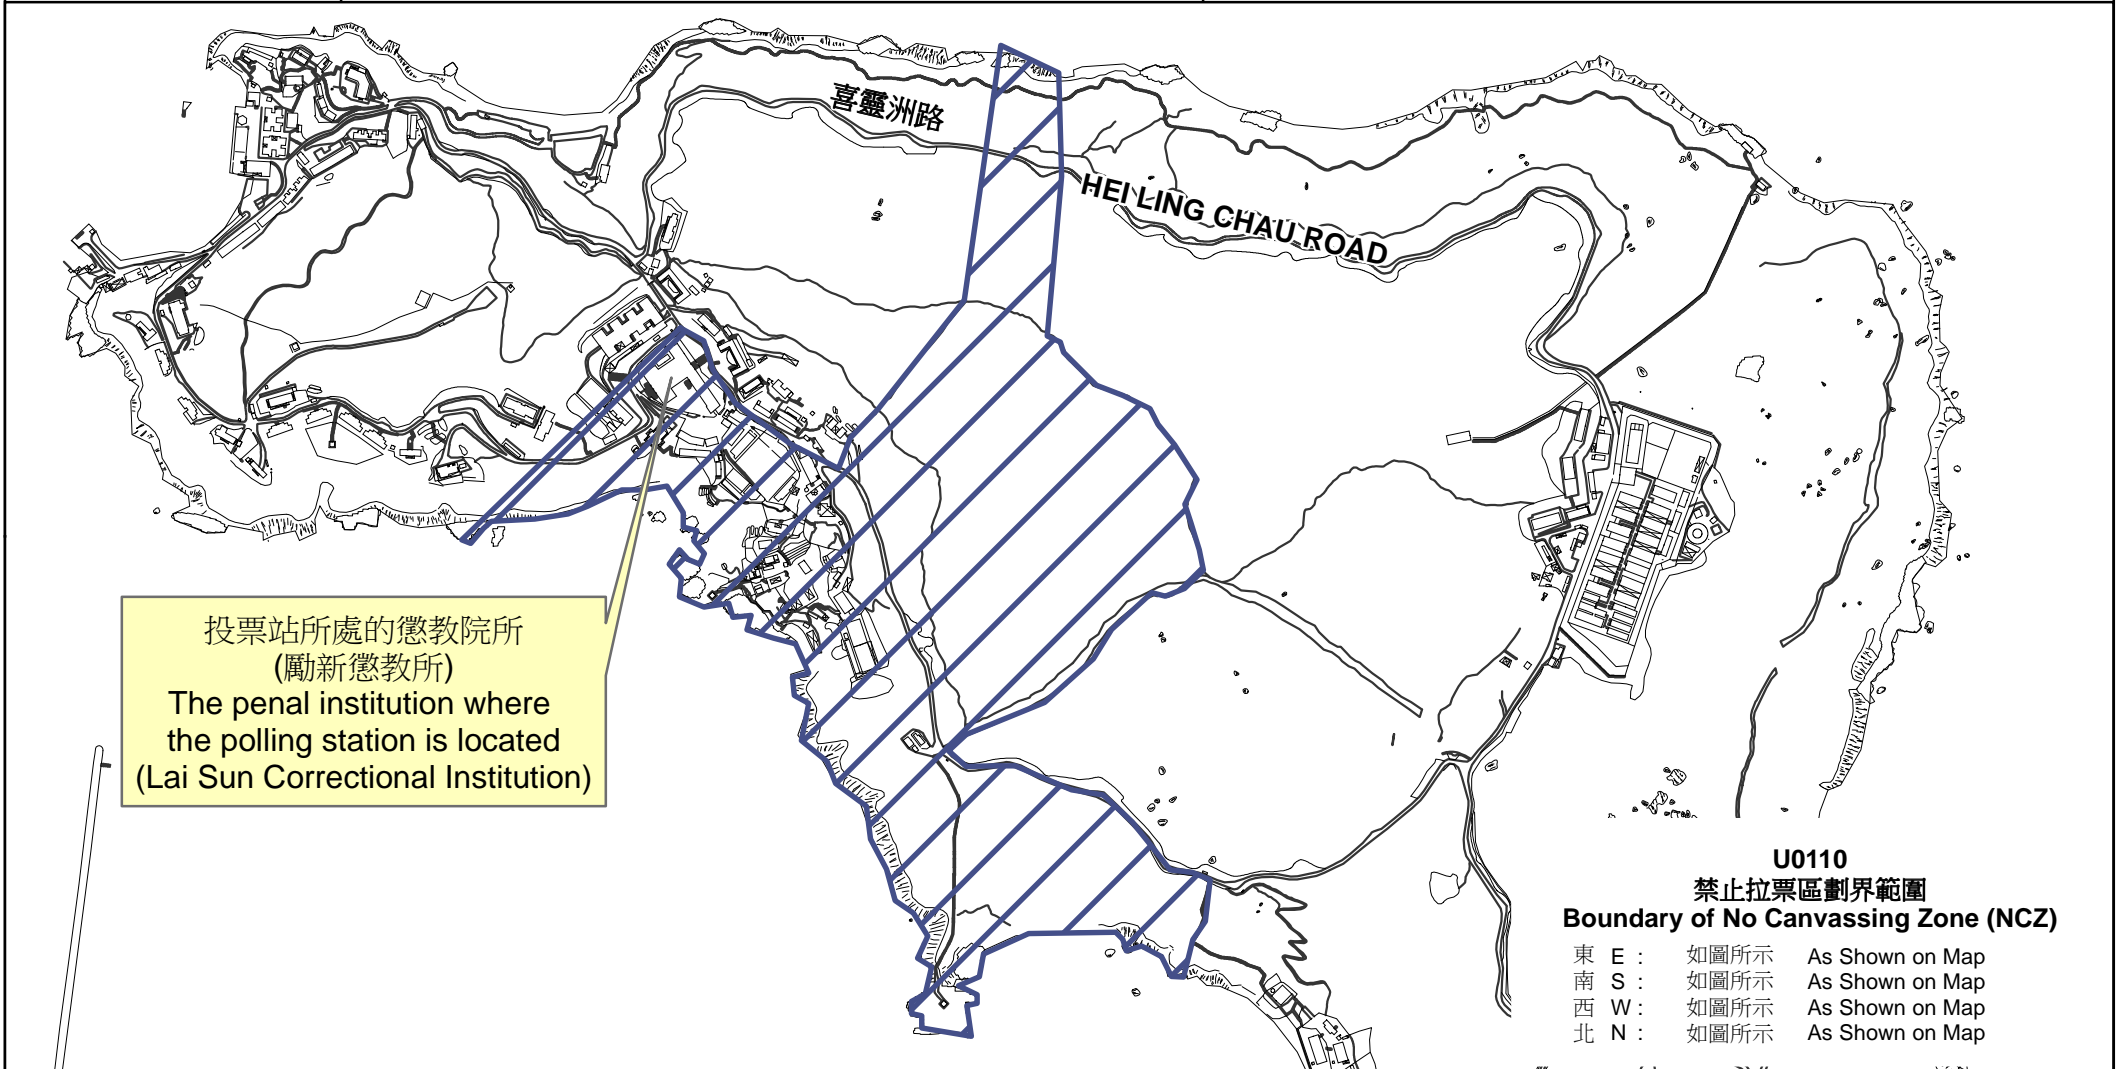 喜靈洲路
HEI LING CHAU ROAD
投票站所處的懲教院所
(勵新懲教所)
The penal institution where
the polling station is located
(Lai Sun Correctional Institution)
U0110
禁止拉票區劃界範圍
Boundary of No Canvassing Zone (NCZ)
東 E : 如圖所示 As Shown on Map
南 S : 如圖所示 As Shown on Map
西 W : 如圖所示 As Shown on Map
北 N : 如圖所示 As Shown on Map